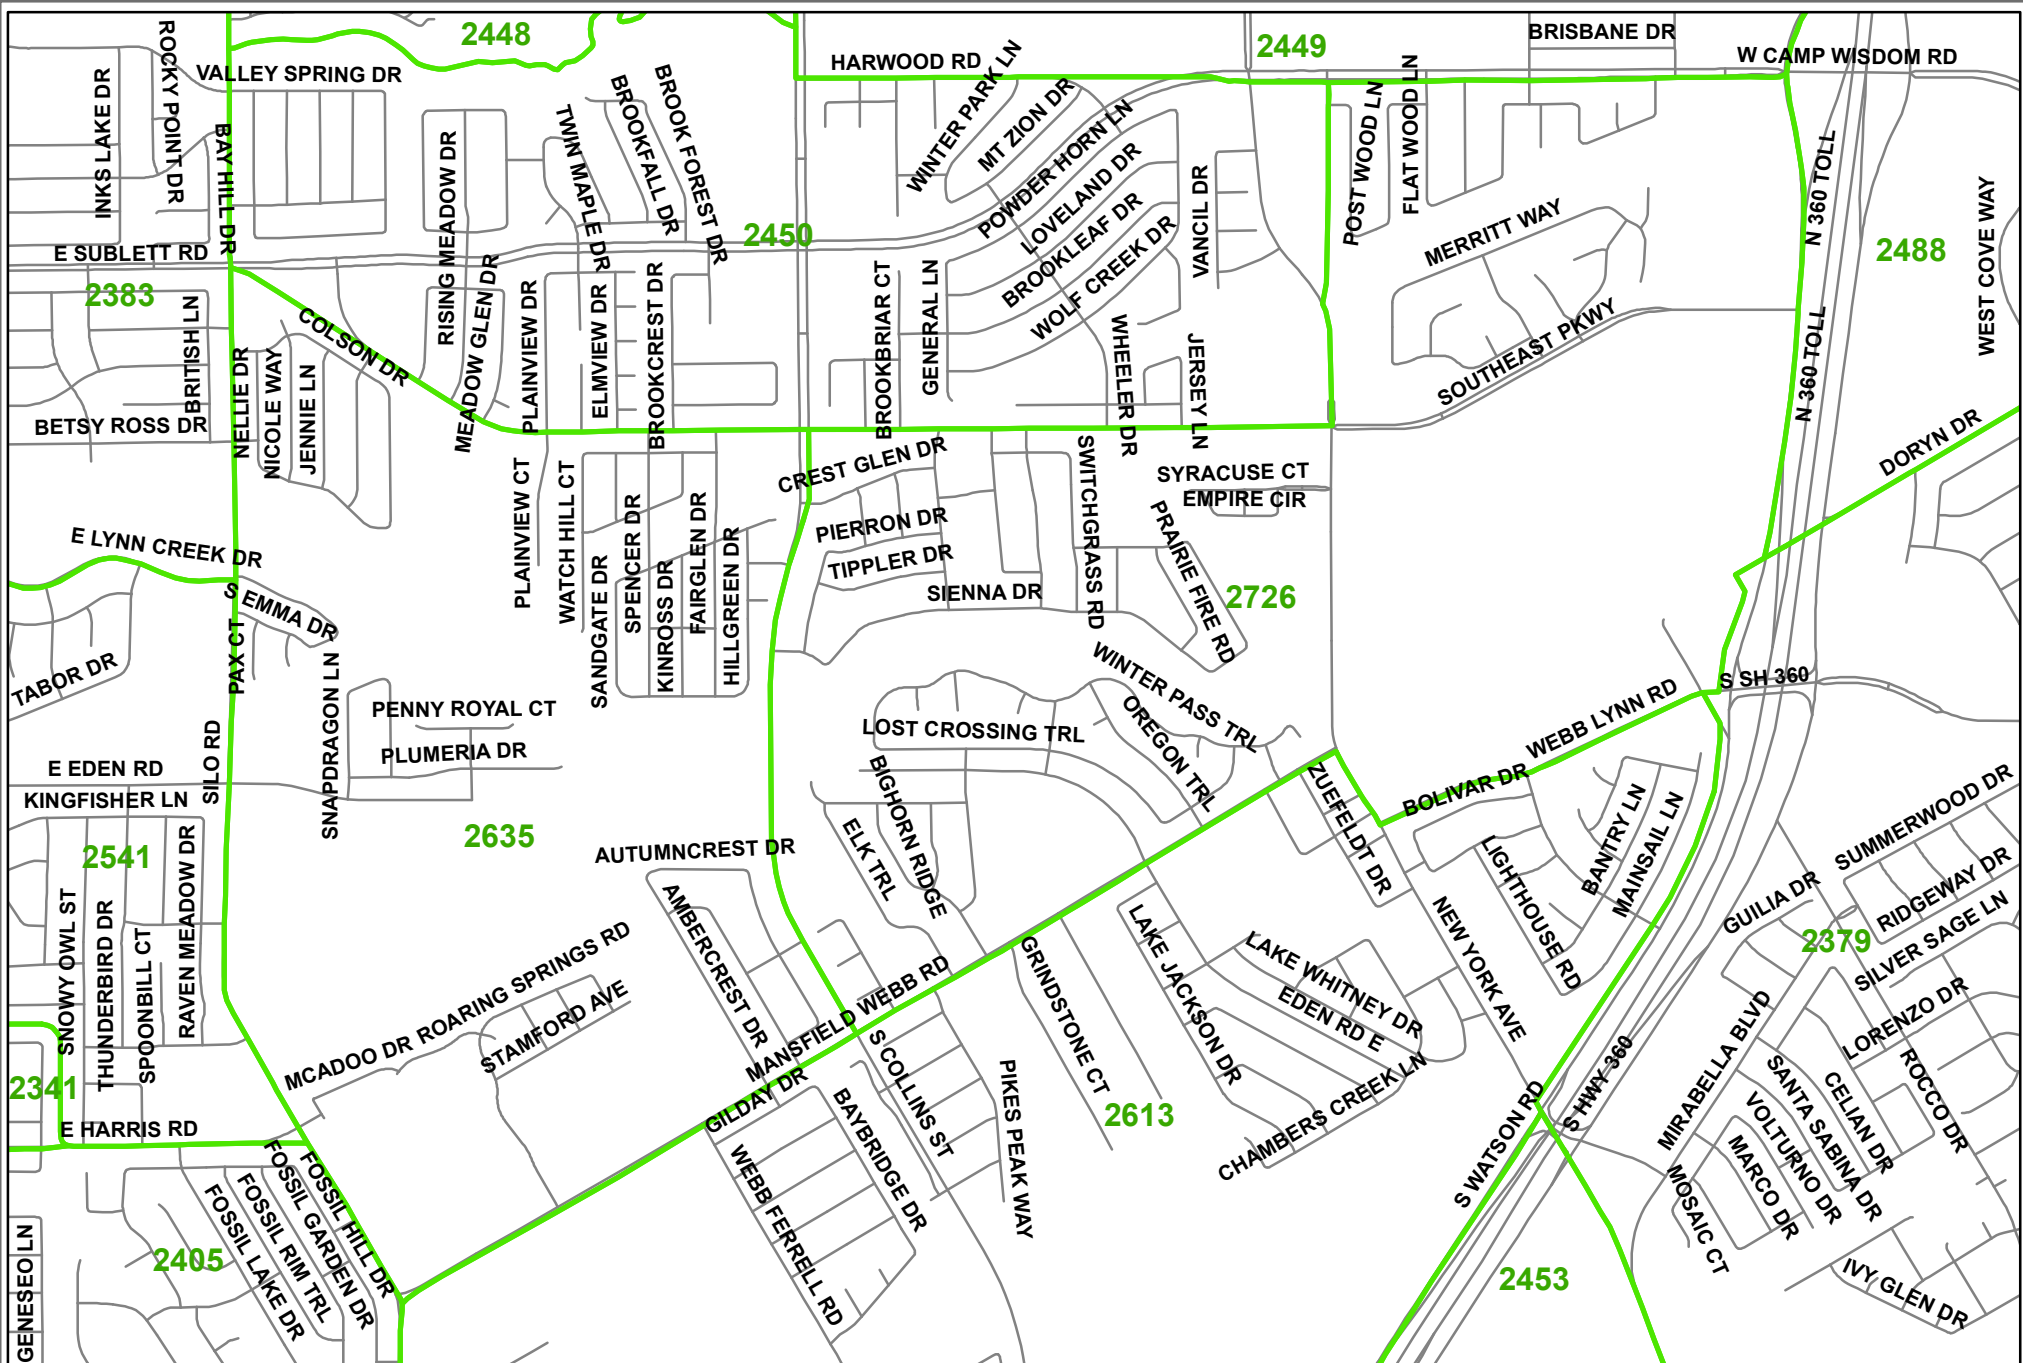 2448
2449
BRISBANE DR
ROCKY POINT DR
INKS LAKE DR
VALLEY SPRING DR
HARWOOD RD
W CAMP WISDOM RD
BAY HILL DR
TWIN MAPLE DR
BROOKFALL DR
BROOK FOREST DR
WINTER PARK LN
MT ZION DR
POWDER HORN LN
LOVELAND DR
BROOKLEAF DR
WOLF CREEK DR
VANCIL DR
POST WOOD LN
FLAT WOOD LN
MERRITT WAY
N 360 TOLL
2488
WEST COVE WAY
RISING MEADOW DR
2450
E SUBLETT RD
2383
BRITISH LN
COLSON DR
MEADOW GLEN DR
PLAINVIEW DR
ELMVIEW DR
BROOKCREST DR
BROOKBRIAR CT
GENERAL LN
WHEELER DR
JERSEY LN
SOUTHEAST PKWY
N 360 TOLL
BETSY ROSS DR
NELLIE DR
NICOLE WAY
JENNIE LN
DORYN DR
PLAINVIEW CT
WATCH HILL CT
SANDGATE DR
SPENCER DR
KINROSS DR
FAIRGLEN DR
HILLGREEN DR
CREST GLEN DR
PIERRON DR
TIPPLER DR
SIENNA DR
SWITCHGRASS RD
SYRACUSE CT
EMPIRE CIR
PRAIRIE FIRE RD
2726
E LYNN CREEK DR
S EMMA DR
PAX CT
TABOR DR
SNAPDRAGON LN
PENNY ROYAL CT
PLUMERIA DR
SILO RD
E EDEN RD
KINGFISHER LN
2541
2635
LOST CROSSING TRL
WINTER PASS TRL
OREGON TRL
S SH 360
WEBB LYNN RD
BOLIVAR DR
ZUEFELDT DR
BIGHORN RIDGE
ELK TRL
AUTUMNCREST DR
AMBERCREST DR
LIGHTHOUSE RD
BANTRY LN
MAINSAIL LN
SUMMERWOOD DR
RIDGEWAY DR
SILVER SAGE LN
GUILIA DR
2379
SNOWY OWL ST
THUNDERBIRD DR
SPOONBILL CT
RAVEN MEADOW DR
MCADOO DR
ROARING SPRINGS RD
STAMFORD AVE
MANSFIELD WEBB RD
GILDAY DR
GRINDSTONE CT
LAKE JACKSON DR
LAKE WHITNEY DR
EDEN RD E
NEW YORK AVE
CHAMBERS CREEK LN
2613
PIKES PEAK WAY
S COLLINS ST
BAYBRIDGE DR
WEBB FERRELL RD
S WATSON RD
S HWY 360
MIRABELLA BLVD
LORENZO DR
ROCCO DR
CELIAN DR
SANTA SABINA DR
VOLTURNO DR
MARCO DR
MOSAIC CT
IVY GLEN DR
2453
2341
E HARRIS RD
FOSSIL HILL DR
FOSSIL GARDEN DR
FOSSIL RIM TRL
FOSSIL LAKE DR
2405
GENESEO LN